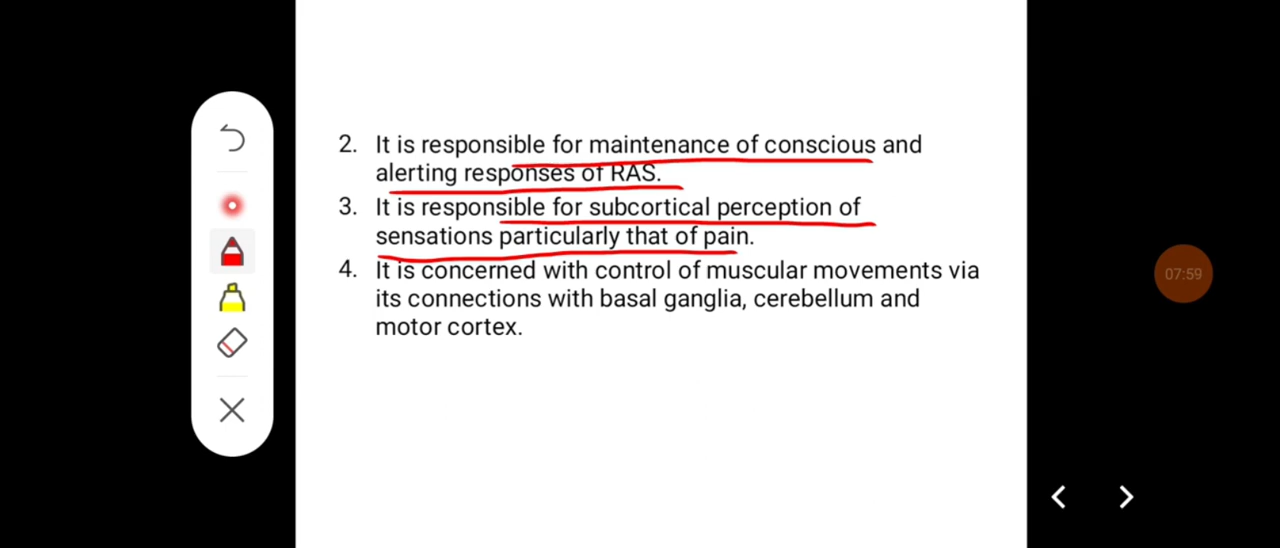 2. It is responsible for maintenance of conscious and
alerting responses of RAS.
3. It is responsible for subcortical perception of
sensations particularly that of pain.
4. It is concerned with control of muscular movements via
its connections with basal ganglia, cerebellum and
motor cortex.
07:59